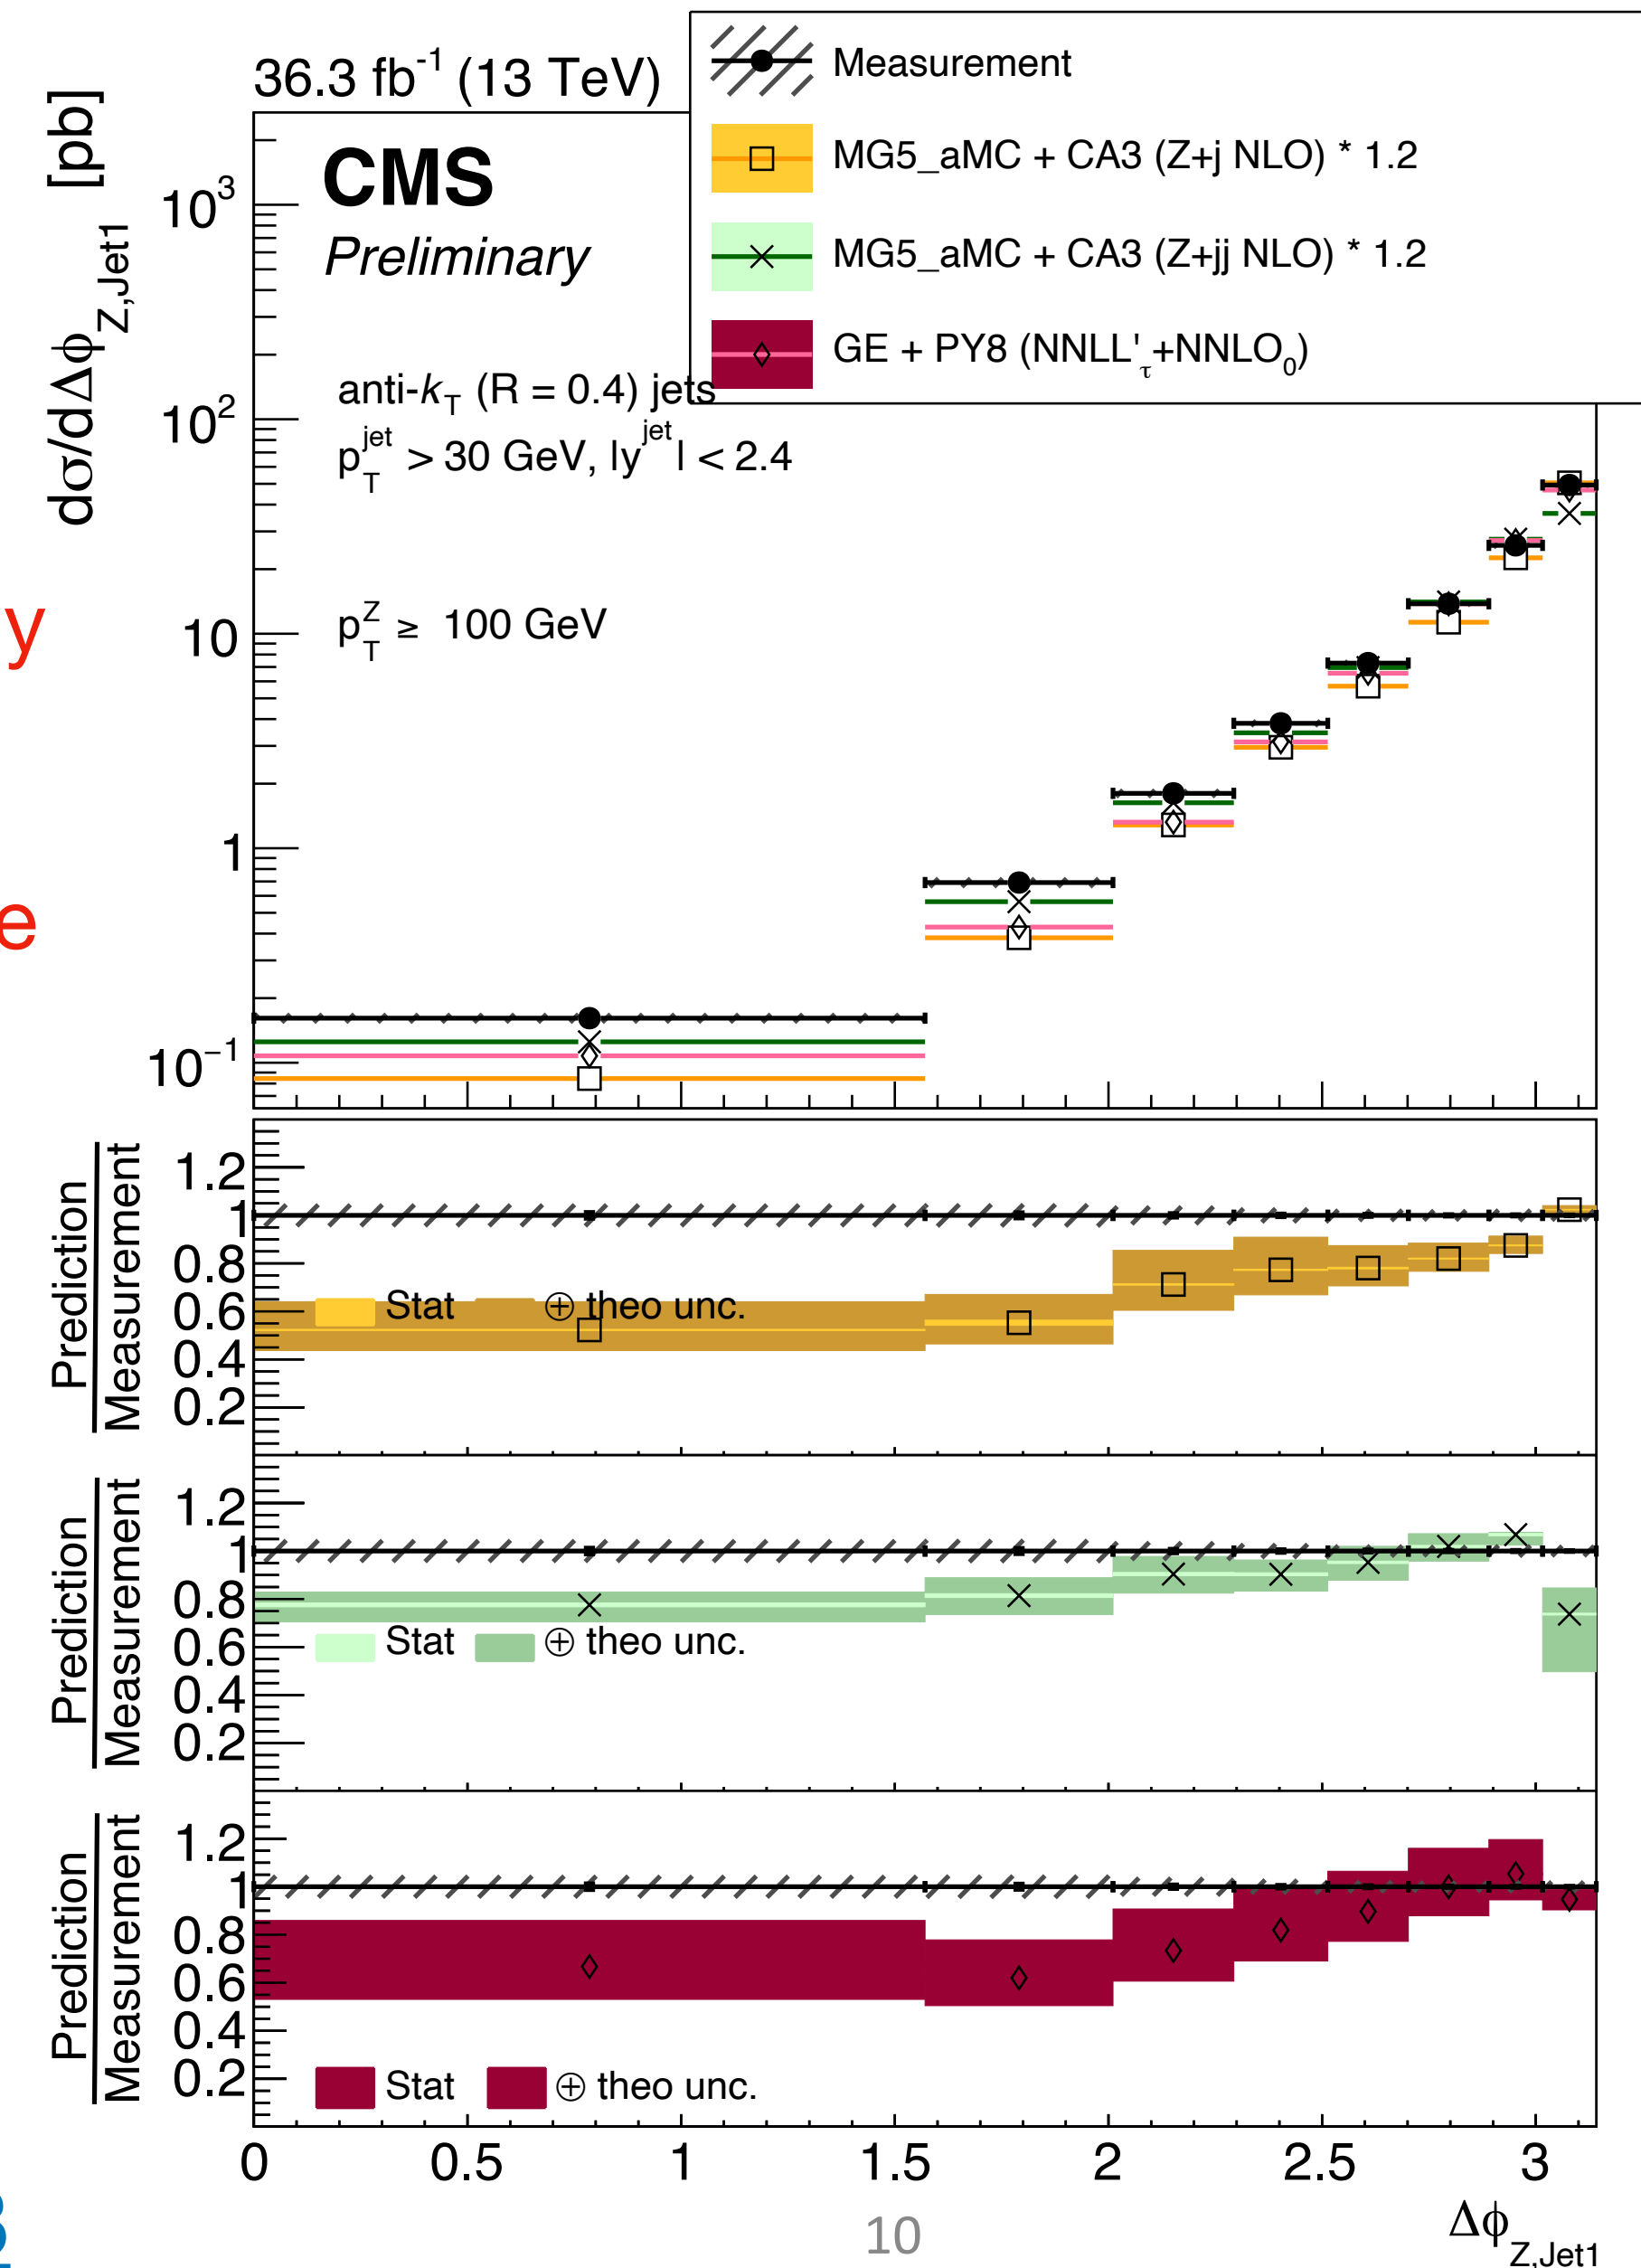 36.3 fb⁻¹ (13 TeV)
Measurement
MG5_aMC + CA3 (Z+j NLO) * 1.2
MG5_aMC + CA3 (Z+jj NLO) * 1.2
GE + PY8 (NNLL'τ+NNLO₀)
CMS
Preliminary
anti-kT (R = 0.4) jets
pT^jet > 30 GeV, |y^jet| < 2.4
pT^Z ≥ 100 GeV
dσ/dΔϕZ,Jet1 [pb]
10³
10²
10
1
10⁻¹
y
e
Prediction
Measurement
1.2
1
0.8
0.6
0.4
0.2
Stat ⊕ theo unc.
Prediction
Measurement
1.2
1
0.8
0.6
0.4
0.2
Stat ⊕ theo unc.
Prediction
Measurement
1.2
1
0.8
0.6
0.4
0.2
Stat ⊕ theo unc.
0 0.5 1 1.5 2 2.5 3
ΔϕZ,Jet1
10